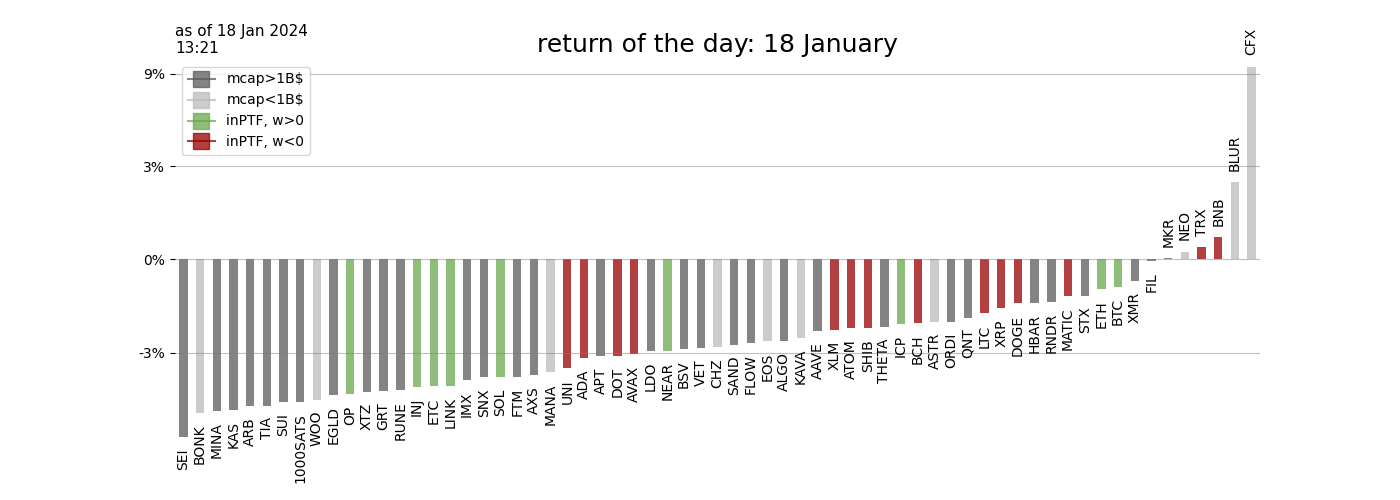 as of 18 Jan 2024
13:21
return of the day: 18 January
mcap>1B$
mcap<1B$
inPTF, w>0
inPTF, w<0
9%
3%
0%
-3%
SEI
BONK
MINA
KAS
ARB
TIA
SUI
1000SATS
WOO
EGLD
OP
XTZ
GRT
RUNE
INJ
ETC
LINK
IMX
SNX
SOL
FTM
AXS
MANA
UNI
ADA
APT
DOT
AVAX
LDO
NEAR
BSV
VET
CHZ
SAND
FLOW
EOS
ALGO
KAVA
AAVE
XLM
ATOM
SHIB
THETA
ICP
BCH
ASTR
ORDI
QNT
LTC
XRP
DOGE
HBAR
RNDR
MATIC
STX
ETH
BTC
XMR
FIL
MKR
NEO
TRX
BNB
BLUR
CFX